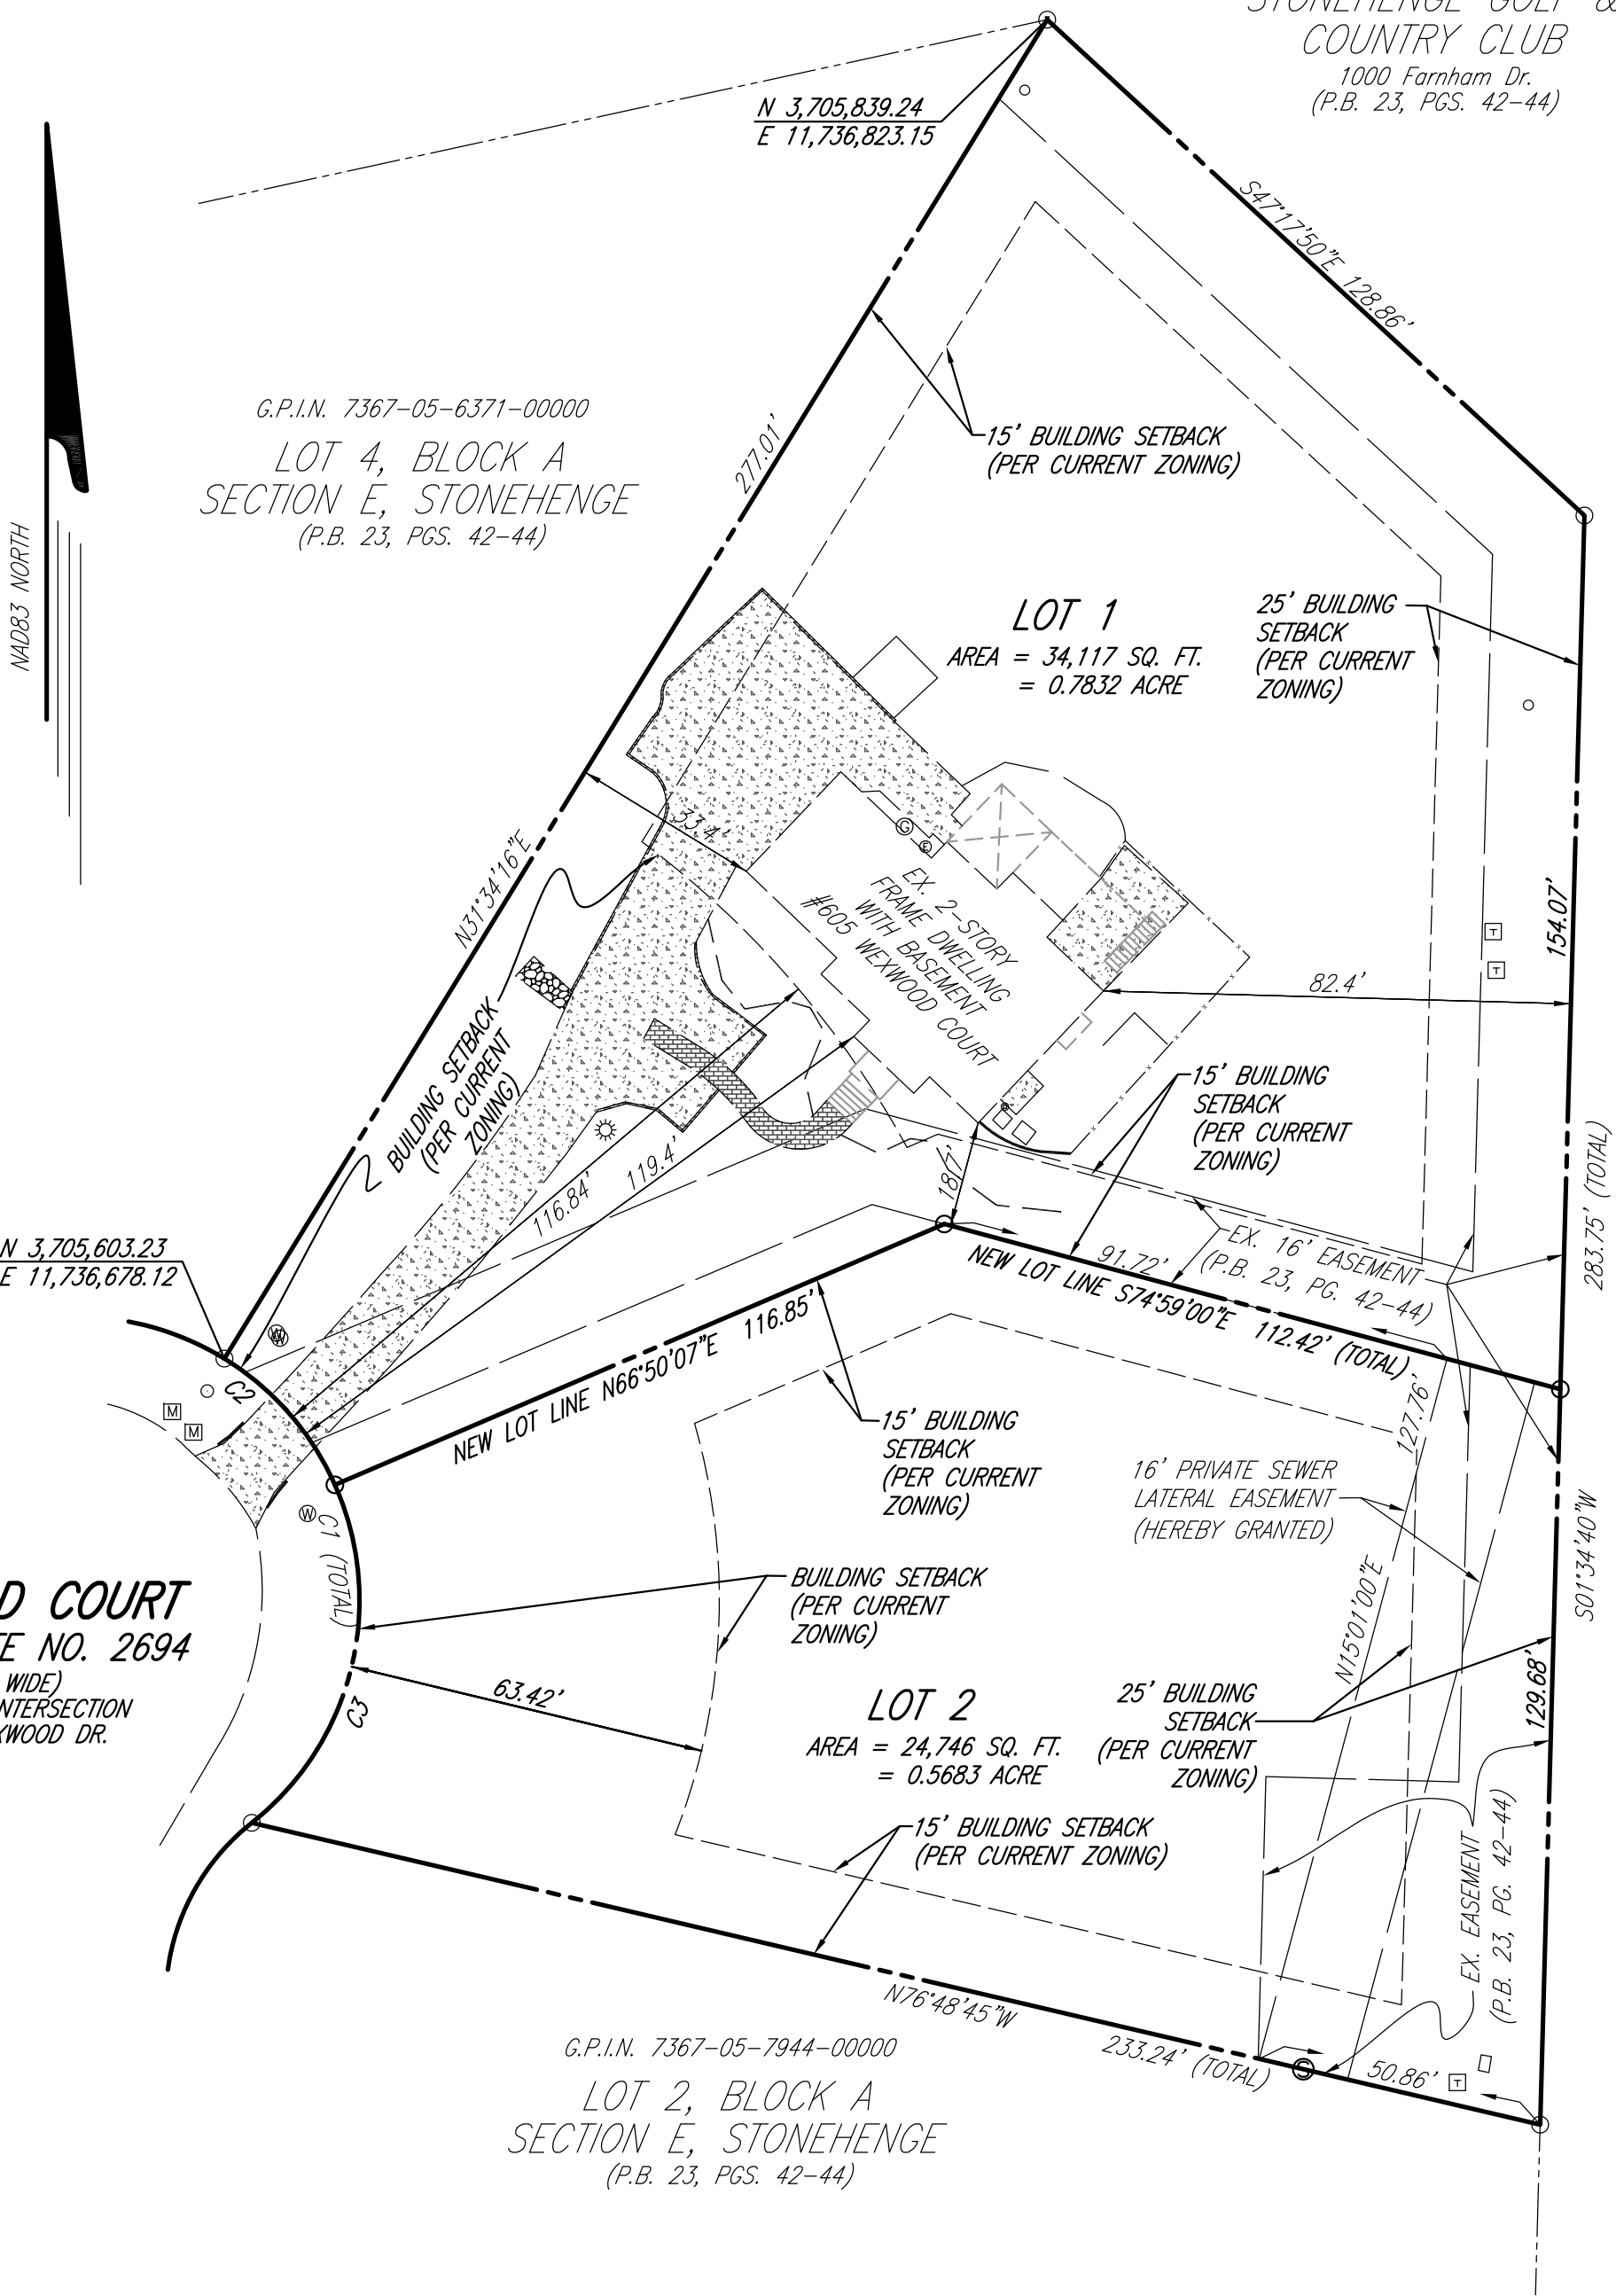 STONEHENGE GOLF &
COUNTRY CLUB
1000 Farnham Dr.
(P.B. 23, PGS. 42-44)
N 3,705,839.24
E 11,736,823.15
S47°17'50"E 128.86'
NAD83 NORTH
G.P.I.N. 7367-05-6371-00000
LOT 4, BLOCK A
SECTION E, STONEHENGE
(P.B. 23, PGS. 42-44)
277.01'
N31°34'16"E
15' BUILDING SETBACK
(PER CURRENT ZONING)
LOT 1
AREA = 34,117 SQ. FT.
= 0.7832 ACRE
25' BUILDING
SETBACK
(PER CURRENT
ZONING)
33.4'
G
E
EX. 2-STORY
FRAME DWELLING
WITH BASEMENT
#605 WEXWOOD COURT
T
T
154.07'
82.4'
BUILDING SETBACK
(PER CURRENT
ZONING)
15' BUILDING
SETBACK
(PER CURRENT
ZONING)
116.84'
119.4'
18.7'
283.75' (TOTAL)
S01°34'40"W
N 3,705,603.23
E 11,736,678.12
EX. 16' EASEMENT
(P.B. 23, PG. 42-44)
91.72'
NEW LOT LINE S74°59'00"E 112.42' (TOTAL)
NEW LOT LINE N66°50'07"E 116.85'
W
C2
M
M
W
C1 (TOTAL)
C3
15' BUILDING
SETBACK
(PER CURRENT
ZONING)
127.76'
N15°01'00"E
16' PRIVATE SEWER
LATERAL EASEMENT
(HEREBY GRANTED)
BUILDING SETBACK
(PER CURRENT
ZONING)
D COURT
E NO. 2694
WIDE)
NTERSECTION
XWOOD DR.
63.42'
LOT 2
AREA = 24,746 SQ. FT.
= 0.5683 ACRE
25' BUILDING
SETBACK
(PER CURRENT
ZONING)
129.68'
15' BUILDING SETBACK
(PER CURRENT ZONING)
EX. EASEMENT
(P.B. 23, PG. 42-44)
N76°48'45"W
233.24' (TOTAL)
S
50.86'
T
G.P.I.N. 7367-05-7944-00000
LOT 2, BLOCK A
SECTION E, STONEHENGE
(P.B. 23, PGS. 42-44)